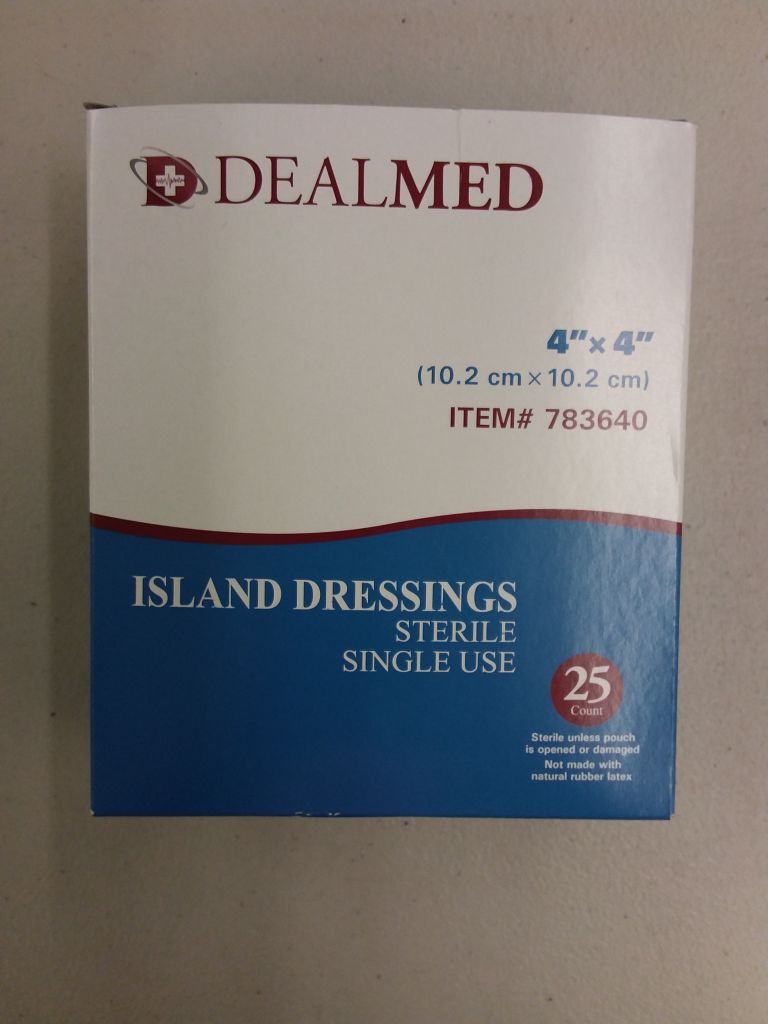 DEALMED
4"x 4"
(10.2 cm x 10.2 cm)
ITEM# 783640
ISLAND DRESSINGS
STERILE
SINGLE USE
25
Count
Sterile unless pouch
is opened or damaged
Not made with
natural rubber latex